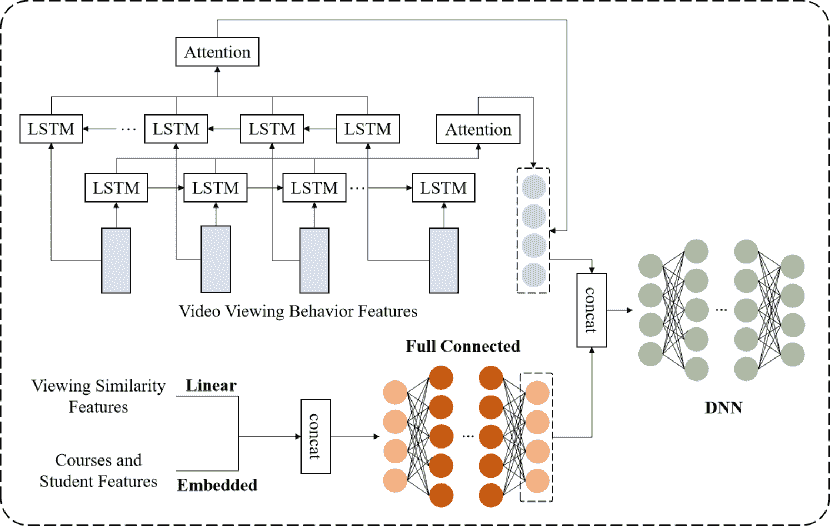 Attention
LSTM
...
LSTM
LSTM
LSTM
Attention
LSTM
LSTM
LSTM
...
LSTM
Video Viewing Behavior Features
concat
...
DNN
Full Connected
Viewing Similarity
Features
Linear
concat
...
Courses and
Student Features
Embedded